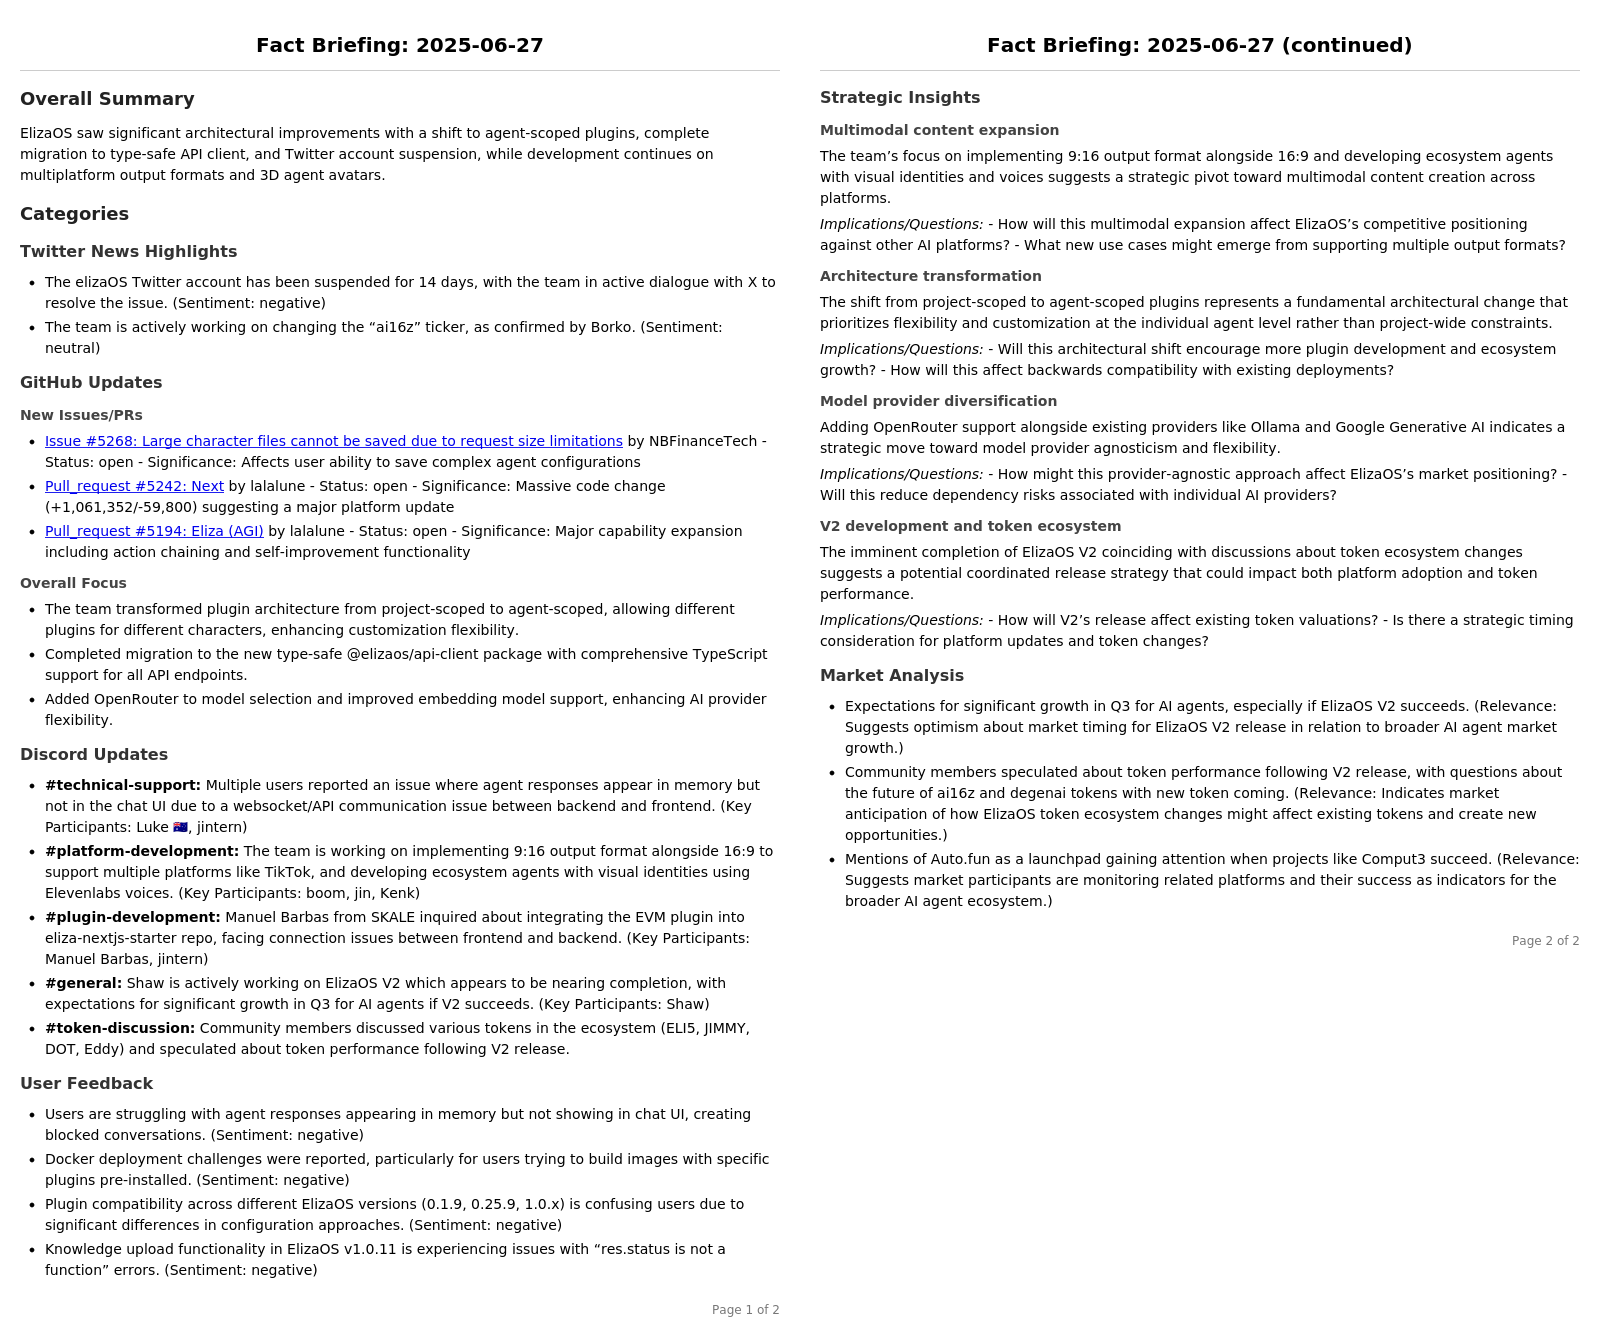 Fact Briefing: 2025-06-27
Overall Summary
ElizaOS saw significant architectural improvements with a shift to agent-scoped plugins, complete
migration to type-safe API client, and Twitter account suspension, while development continues on
multiplatform output formats and 3D agent avatars.
Categories
Twitter News Highlights
• The elizaOS Twitter account has been suspended for 14 days, with the team in active dialogue with X to
resolve the issue. (Sentiment: negative)
• The team is actively working on changing the “ai16z” ticker, as confirmed by Borko. (Sentiment:
neutral)
GitHub Updates
New Issues/PRs
• Issue #5268: Large character files cannot be saved due to request size limitations by NBFinanceTech -
Status: open - Significance: Affects user ability to save complex agent configurations
• Pull_request #5242: Next by lalalune - Status: open - Significance: Massive code change
(+1,061,352/-59,800) suggesting a major platform update
• Pull_request #5194: Eliza (AGI) by lalalune - Status: open - Significance: Major capability expansion
including action chaining and self-improvement functionality
Overall Focus
• The team transformed plugin architecture from project-scoped to agent-scoped, allowing different
plugins for different characters, enhancing customization flexibility.
• Completed migration to the new type-safe @elizaos/api-client package with comprehensive TypeScript
support for all API endpoints.
• Added OpenRouter to model selection and improved embedding model support, enhancing AI provider
flexibility.
Discord Updates
• #technical-support: Multiple users reported an issue where agent responses appear in memory but
not in the chat UI due to a websocket/API communication issue between backend and frontend. (Key
Participants: Luke 🇦🇺, jintern)
• #platform-development: The team is working on implementing 9:16 output format alongside 16:9 to
support multiple platforms like TikTok, and developing ecosystem agents with visual identities using
Elevenlabs voices. (Key Participants: boom, jin, Kenk)
• #plugin-development: Manuel Barbas from SKALE inquired about integrating the EVM plugin into
eliza-nextjs-starter repo, facing connection issues between frontend and backend. (Key Participants:
Manuel Barbas, jintern)
• #general: Shaw is actively working on ElizaOS V2 which appears to be nearing completion, with
expectations for significant growth in Q3 for AI agents if V2 succeeds. (Key Participants: Shaw)
• #token-discussion: Community members discussed various tokens in the ecosystem (ELI5, JIMMY,
DOT, Eddy) and speculated about token performance following V2 release.
User Feedback
• Users are struggling with agent responses appearing in memory but not showing in chat UI, creating
blocked conversations. (Sentiment: negative)
• Docker deployment challenges were reported, particularly for users trying to build images with specific
plugins pre-installed. (Sentiment: negative)
• Plugin compatibility across different ElizaOS versions (0.1.9, 0.25.9, 1.0.x) is confusing users due to
significant differences in configuration approaches. (Sentiment: negative)
• Knowledge upload functionality in ElizaOS v1.0.11 is experiencing issues with “res.status is not a
function” errors. (Sentiment: negative)
Page 1 of 2
Fact Briefing: 2025-06-27 (continued)
Strategic Insights
Multimodal content expansion
The team’s focus on implementing 9:16 output format alongside 16:9 and developing ecosystem agents
with visual identities and voices suggests a strategic pivot toward multimodal content creation across
platforms.
Implications/Questions: - How will this multimodal expansion affect ElizaOS’s competitive positioning
against other AI platforms? - What new use cases might emerge from supporting multiple output formats?
Architecture transformation
The shift from project-scoped to agent-scoped plugins represents a fundamental architectural change that
prioritizes flexibility and customization at the individual agent level rather than project-wide constraints.
Implications/Questions: - Will this architectural shift encourage more plugin development and ecosystem
growth? - How will this affect backwards compatibility with existing deployments?
Model provider diversification
Adding OpenRouter support alongside existing providers like Ollama and Google Generative AI indicates a
strategic move toward model provider agnosticism and flexibility.
Implications/Questions: - How might this provider-agnostic approach affect ElizaOS’s market positioning? -
Will this reduce dependency risks associated with individual AI providers?
V2 development and token ecosystem
The imminent completion of ElizaOS V2 coinciding with discussions about token ecosystem changes
suggests a potential coordinated release strategy that could impact both platform adoption and token
performance.
Implications/Questions: - How will V2’s release affect existing token valuations? - Is there a strategic timing
consideration for platform updates and token changes?
Market Analysis
• Expectations for significant growth in Q3 for AI agents, especially if ElizaOS V2 succeeds. (Relevance:
Suggests optimism about market timing for ElizaOS V2 release in relation to broader AI agent market
growth.)
• Community members speculated about token performance following V2 release, with questions about
the future of ai16z and degenai tokens with new token coming. (Relevance: Indicates market
anticipation of how ElizaOS token ecosystem changes might affect existing tokens and create new
opportunities.)
• Mentions of Auto.fun as a launchpad gaining attention when projects like Comput3 succeed. (Relevance:
Suggests market participants are monitoring related platforms and their success as indicators for the
broader AI agent ecosystem.)
Page 2 of 2